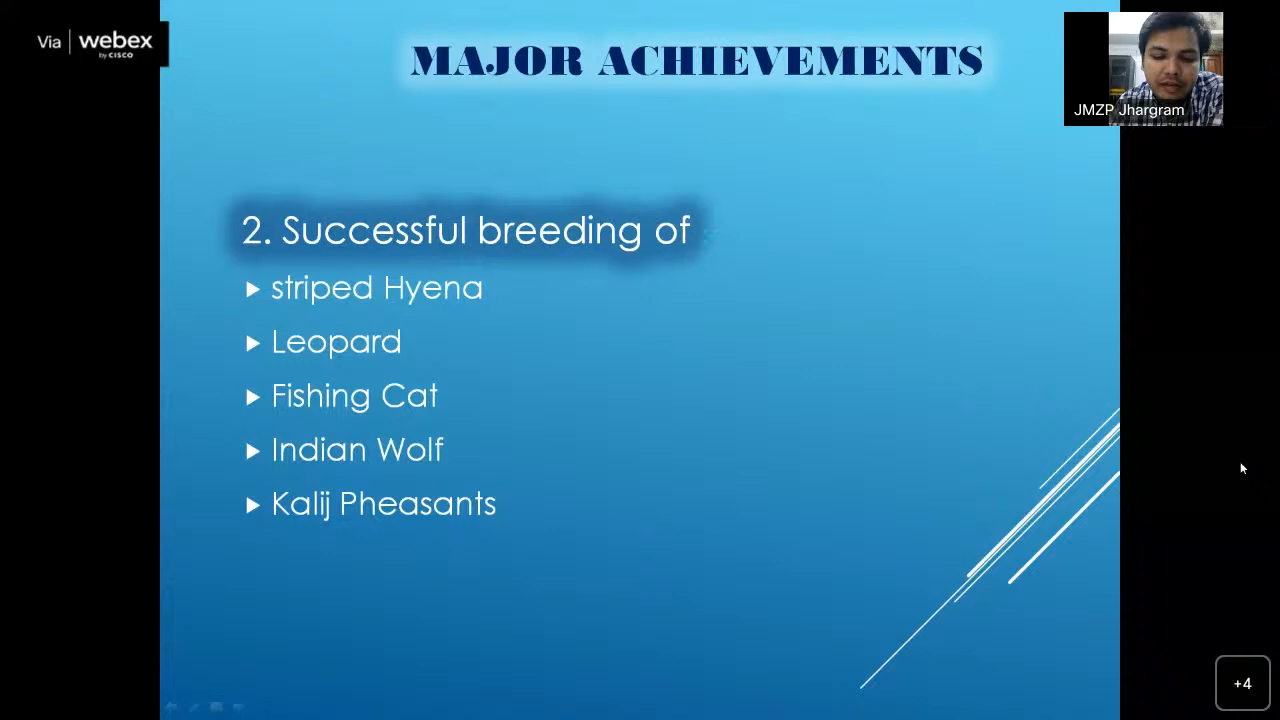 Via webex
by CISCO
MAJOR ACHIEVEMENTS
JMZP Jhargram
2. Successful breeding of
striped Hyena
Leopard
Fishing Cat
Indian Wolf
Kalij Pheasants
+4